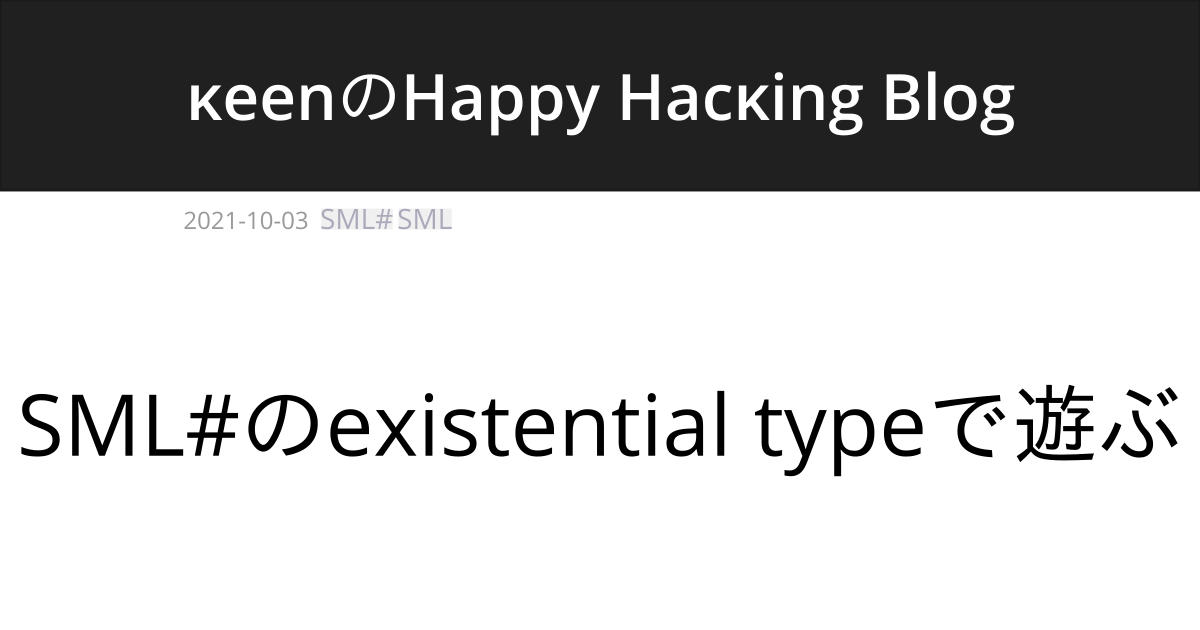 κeenのHappy Hacκing Blog
2021-10-03 SML# SML
SML#のexistential typeで遊ぶ